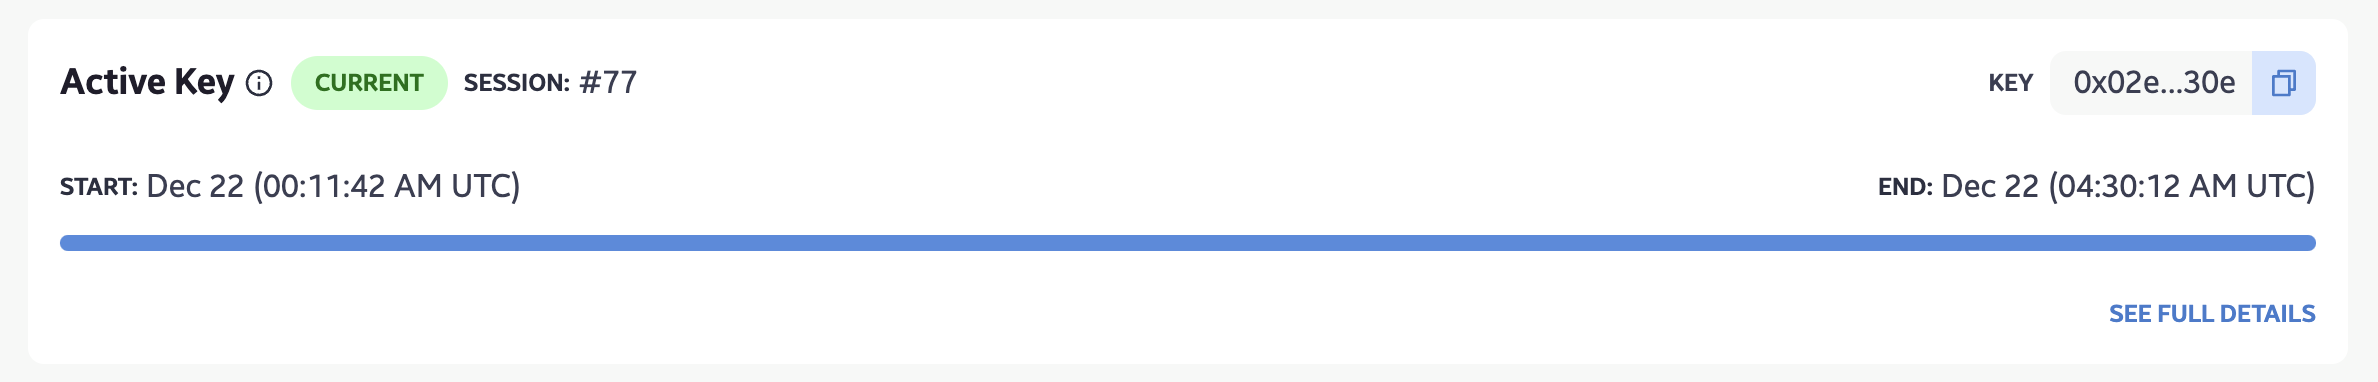 Active Key CURRENT SESSION: #77 KEY 0x02e...30e
START: Dec 22 (00:11:42 AM UTC) END: Dec 22 (04:30:12 AM UTC)
SEE FULL DETAILS